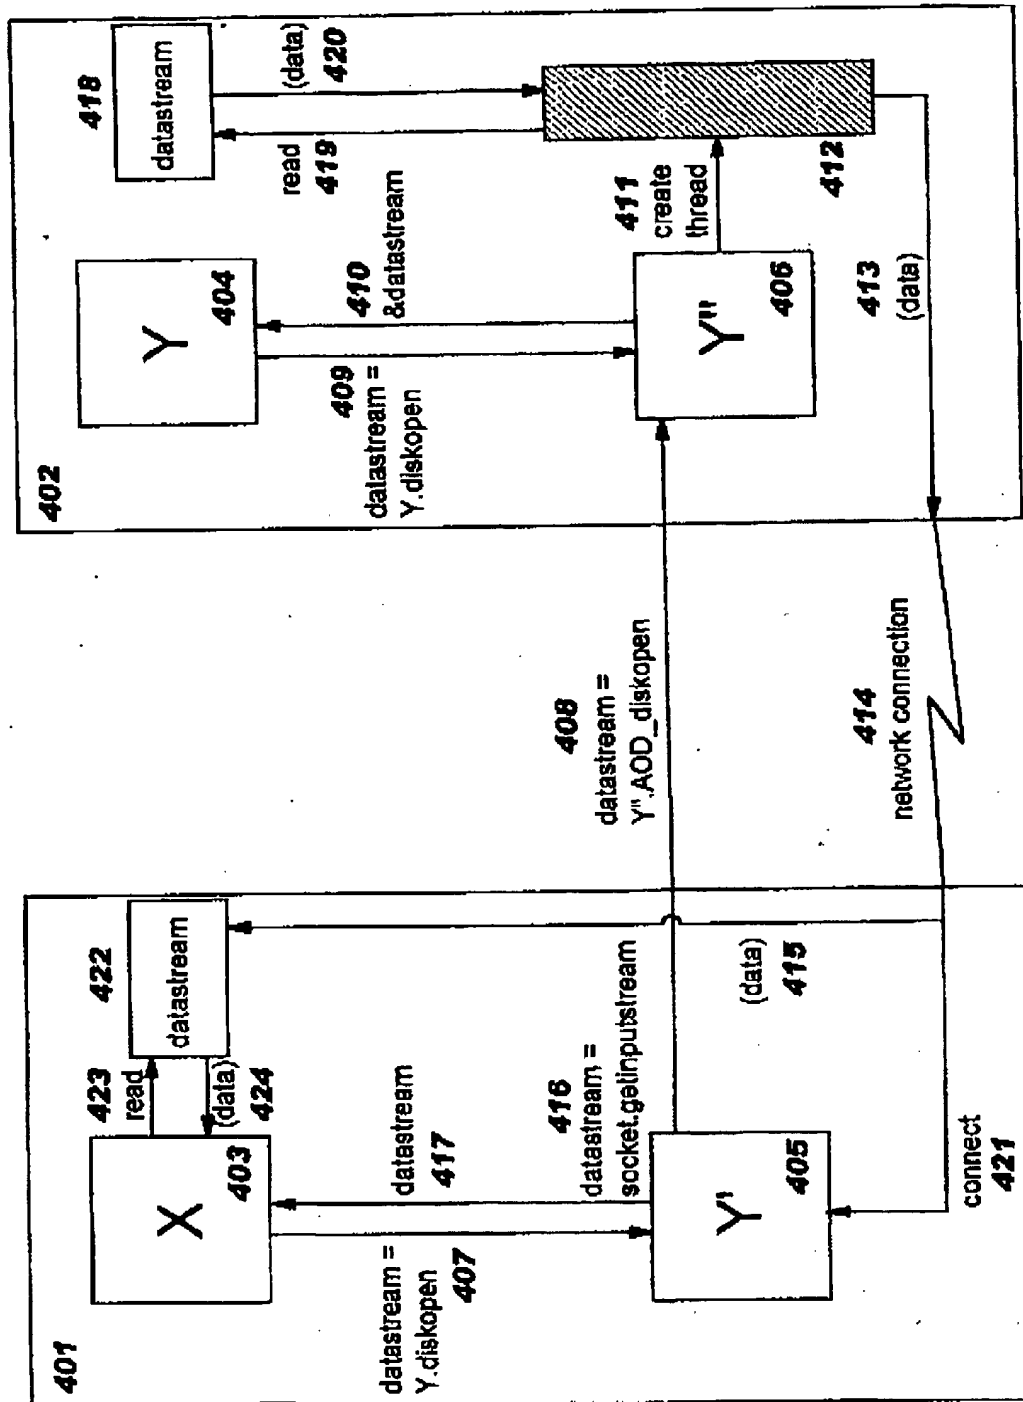 401
X
403
423
read
(data)
424
422
datastream
datastream =
Y.diskopen
407
datastream
417
416
datastream =
socket.getinputstream
(data)
415
Y'
405
connect
421
408
datastream =
Y".AOD_diskopen
414
network connection
402
Y
404
418
datastream
409
datastream =
Y.diskopen
410
&datastream
read
419
(data)
420
Y"
406
411
create
thread
412
413
(data)